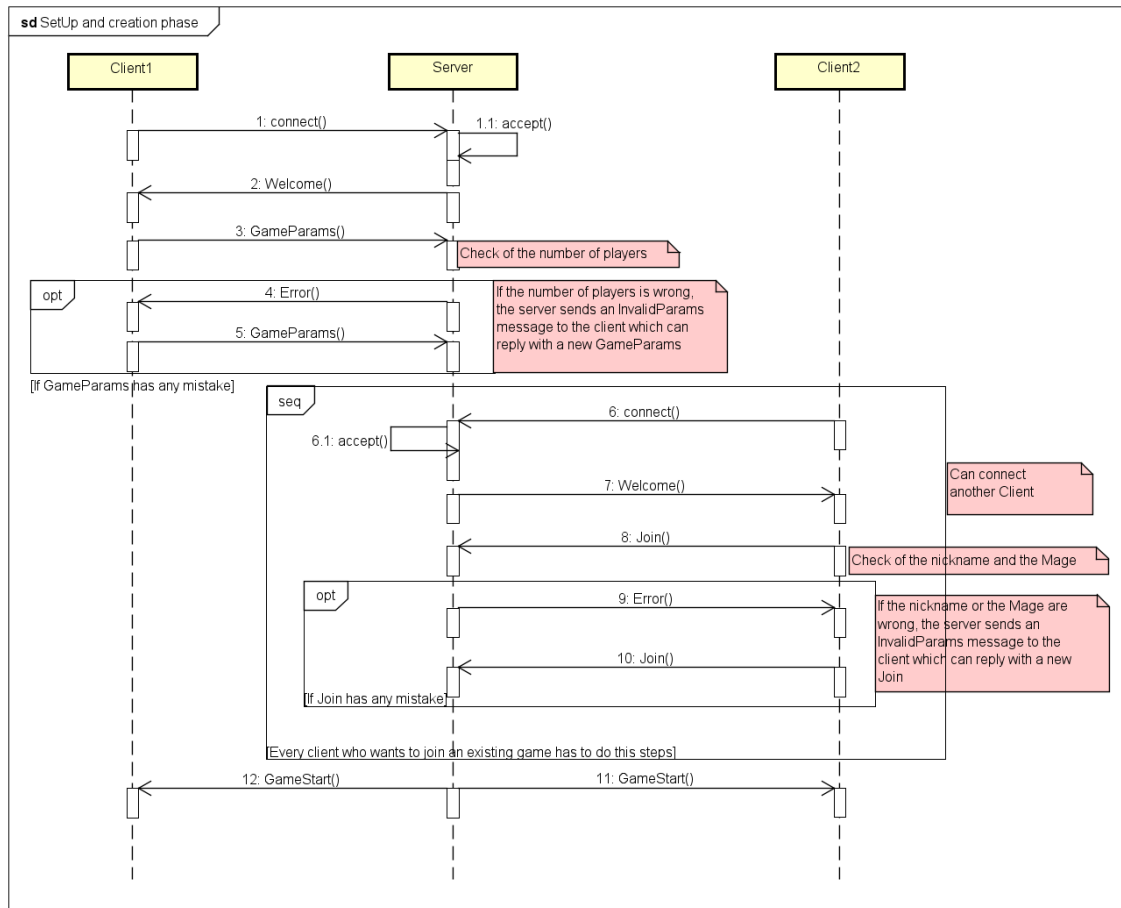 sd SetUp and creation phase
Client1
Server
Client2
1: connect()
1.1: accept()
2: Welcome()
3: GameParams()
Check of the number of players
opt
4: Error()
If the number of players is wrong,
the server sends an InvalidParams
message to the client which can
reply with a new GameParams
5: GameParams()
[If GameParams has any mistake]
seq
6: connect()
6.1: accept()
Can connect
another Client
7: Welcome()
8: Join()
Check of the nickname and the Mage
opt
9: Error()
If the nickname or the Mage are
wrong, the server sends an
InvalidParams message to the
client which can reply with a new
Join
10: Join()
[If Join has any mistake]
[Every client who wants to join an existing game has to do this steps]
12: GameStart()
11: GameStart()